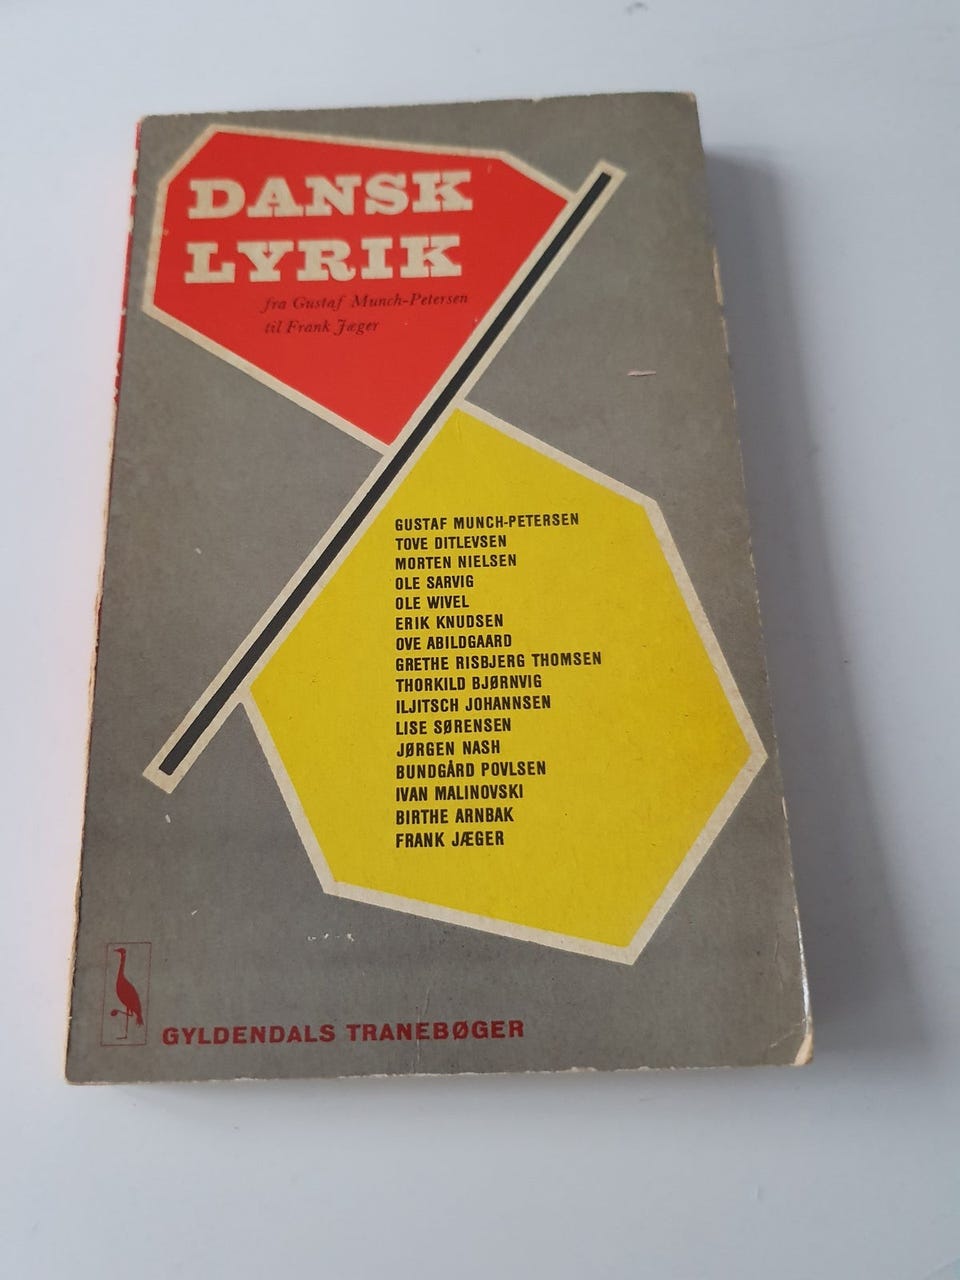 DANSK
LYRIK
fra Gustaf Munch-Petersen
til Frank Jæger
GUSTAF MUNCH-PETERSEN
TOVE DITLEVSEN
MORTEN NIELSEN
OLE SARVIG
OLE WIVEL
ERIK KNUDSEN
OVE ABILDGAARD
GRETHE RISBJERG THOMSEN
THORKILD BJØRNVIG
ILJITSCH JOHANNSEN
LISE SØRENSEN
JØRGEN NASH
BUNDGÅRD POVLSEN
IVAN MALINOVSKI
BIRTHE ARNBAK
FRANK JÆGER
GYLDENDALS TRANEBØGER